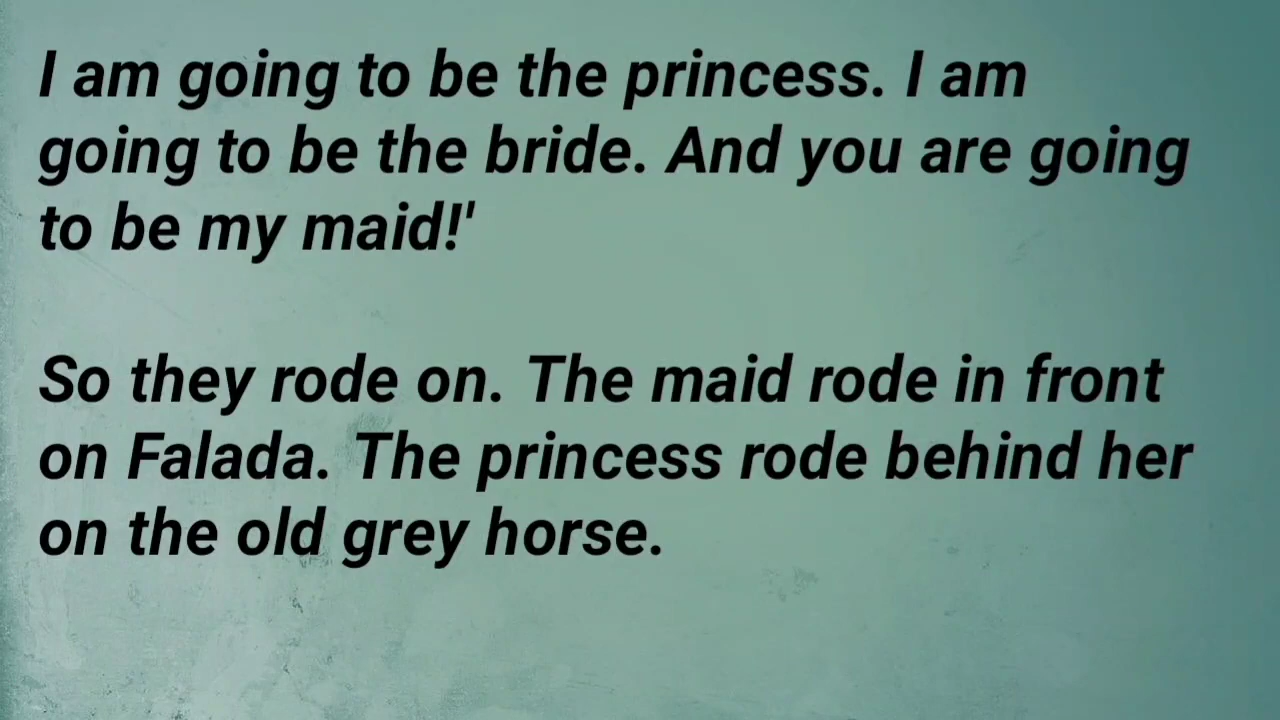 I am going to be the princess. I am
going to be the bride. And you are going
to be my maid!'
So they rode on. The maid rode in front
on Falada. The princess rode behind her
on the old grey horse.